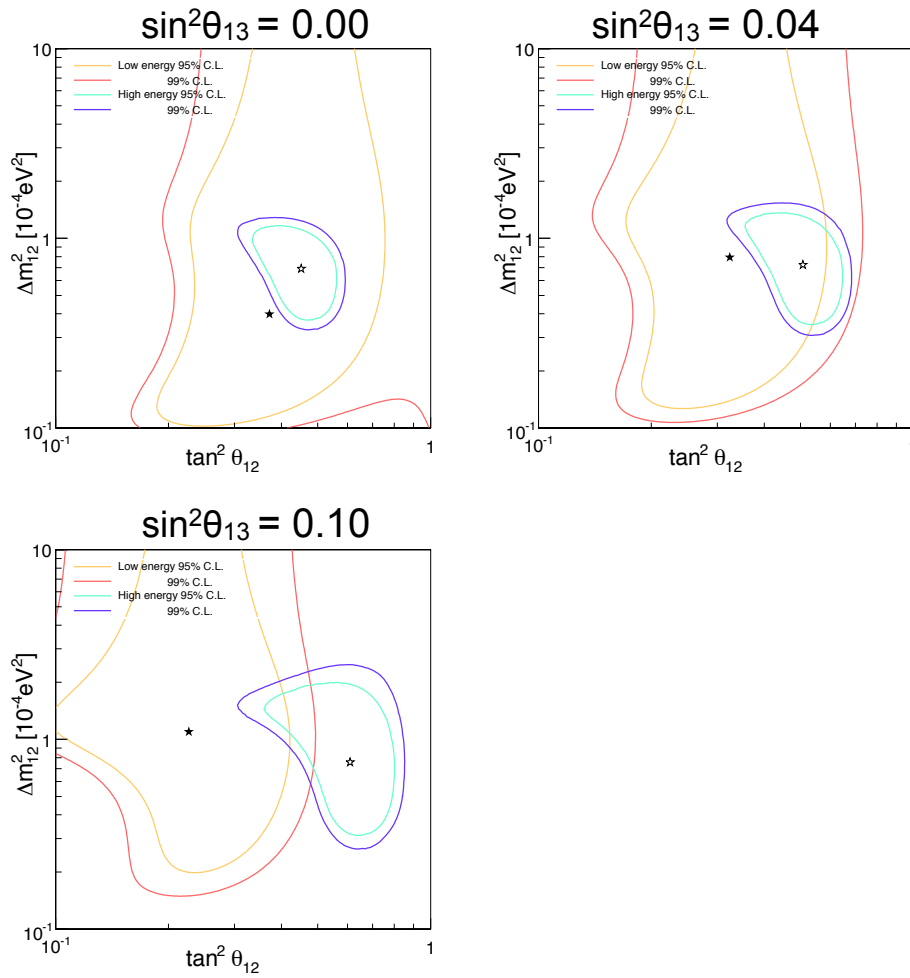 sin²θ₁₃ = 0.00
10
Low energy 95% C.L.
99% C.L.
High energy 95% C.L.
99% C.L.
Δm²₁₂ [10⁻⁴eV²]
1
10⁻¹
10⁻¹
1
tan² θ₁₂
sin²θ₁₃ = 0.04
10
Low energy 95% C.L.
99% C.L.
High energy 95% C.L.
99% C.L.
Δm²₁₂ [10⁻⁴eV²]
1
10⁻¹
10⁻¹
tan² θ₁₂
sin²θ₁₃ = 0.10
10
Low energy 95% C.L.
99% C.L.
High energy 95% C.L.
99% C.L.
Δm²₁₂ [10⁻⁴eV²]
1
10⁻¹
10⁻¹
1
tan² θ₁₂